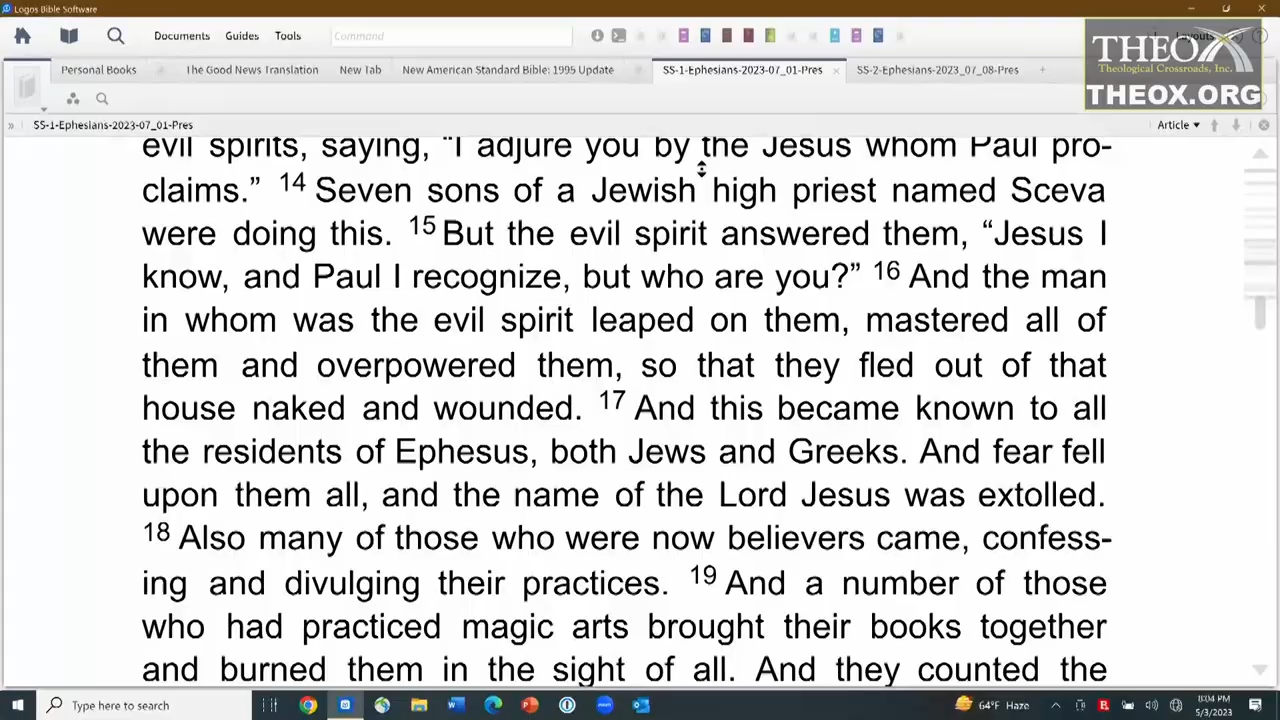 Logos Bible Software
Documents Guides Tools Command Layouts
THEOX
Theological Crossroads, Inc.
THEOX.ORG
Personal Books The Good News Translation New Tab SS-1-Ephesians-2023-07_01-Pres SS-2-Ephesians-2023_07_08-Pres
SS-1-Ephesians-2023-07_01-Pres Article
evil spirits, saying, “I adjure you by the Jesus whom Paul pro-
claims.” 14 Seven sons of a Jewish high priest named Sceva
were doing this. 15 But the evil spirit answered them, “Jesus I
know, and Paul I recognize, but who are you?” 16 And the man
in whom was the evil spirit leaped on them, mastered all of
them and overpowered them, so that they fled out of that
house naked and wounded. 17 And this became known to all
the residents of Ephesus, both Jews and Greeks. And fear fell
upon them all, and the name of the Lord Jesus was extolled.
18 Also many of those who were now believers came, confess-
ing and divulging their practices. 19 And a number of those
who had practiced magic arts brought their books together
and burned them in the sight of all. And they counted the
Type here to search 64°F Haze 8:04 PM
5/3/2023